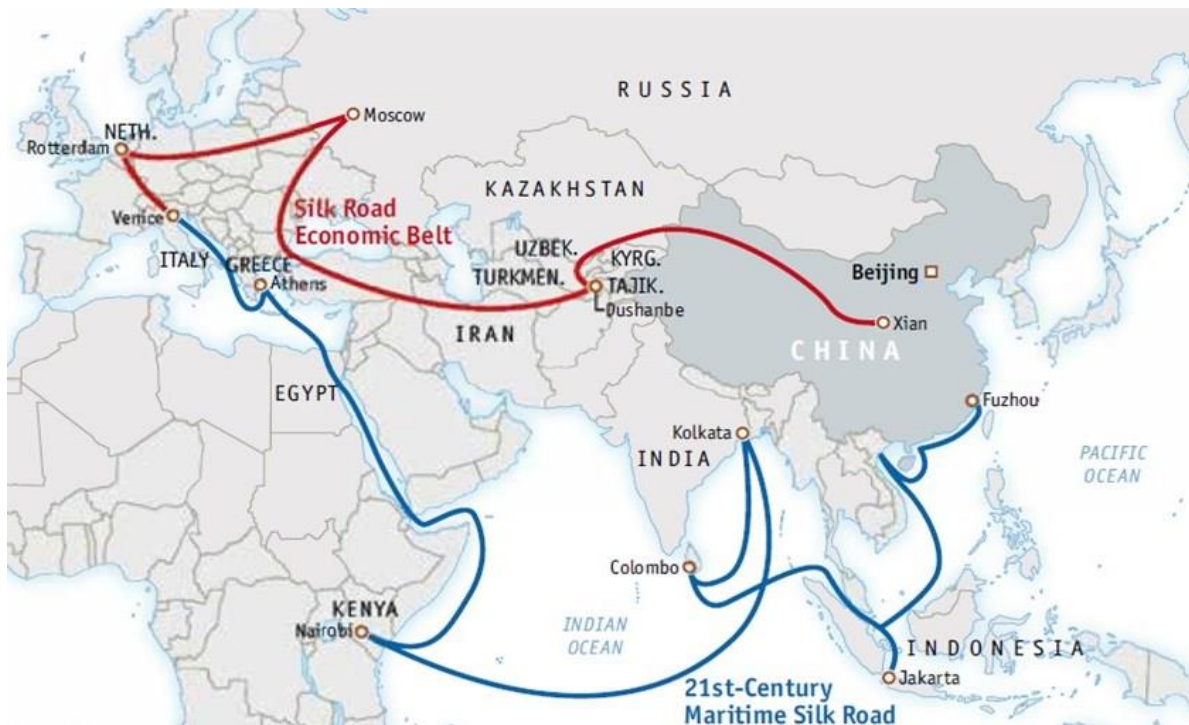 RUSSIA
Moscow
NETH.
Rotterdam
KAZAKHSTAN
Silk Road
Economic Belt
Venice
UZBEK.
KYRG.
ITALY
GREECE
Athens
TURKMEN.
TAJIK.
Dushanbe
Beijing
IRAN
Xian
CHINA
EGYPT
Fuzhou
Kolkata
INDIA
PACIFIC
OCEAN
Colombo
KENYA
Nairobi
INDIAN
OCEAN
INDONESIA
Jakarta
21st-Century
Maritime Silk Road